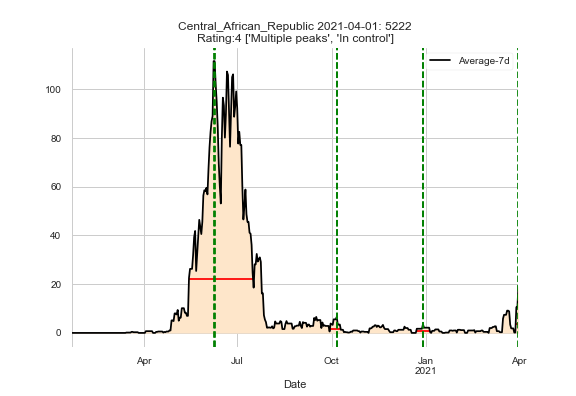 Central_African_Republic 2021-04-01: 5222
Rating:4 ['Multiple peaks', 'In control']
Average-7d
100
80
60
40
20
0
Apr
Jul
Oct
Jan
2021
Apr
Date